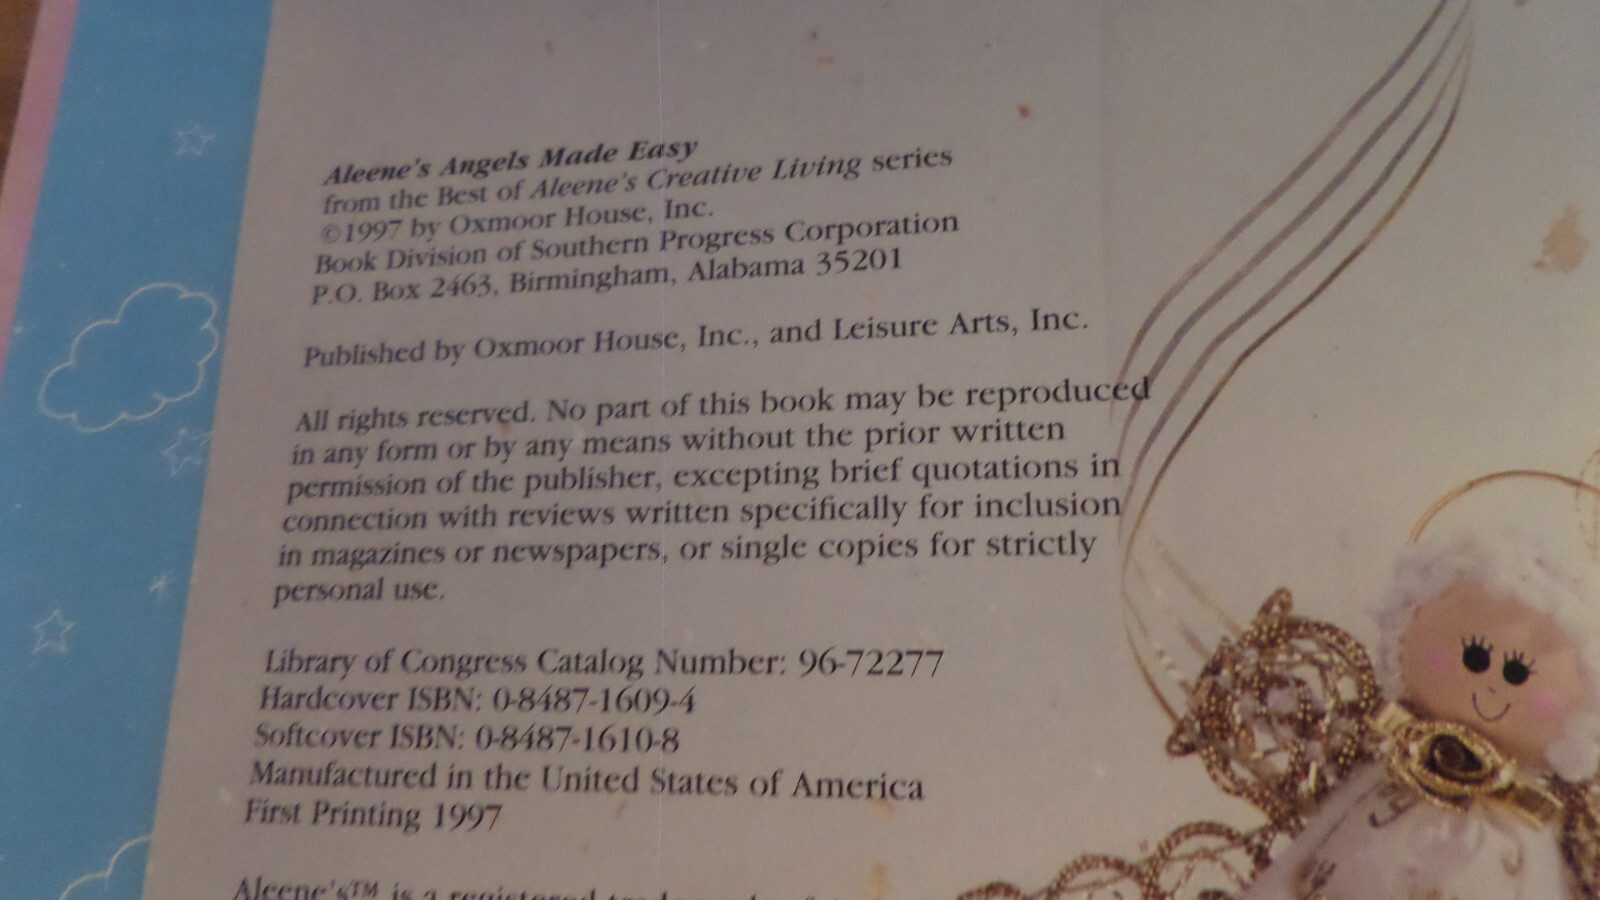 Aleene's Angels Made Easy
from the Best of Aleene's Creative Living series
©1997 by Oxmoor House, Inc.
Book Division of Southern Progress Corporation
P.O. Box 2463, Birmingham, Alabama 35201
Published by Oxmoor House, Inc., and Leisure Arts, Inc.
All rights reserved. No part of this book may be reproduced
in any form or by any means without the prior written
permission of the publisher, excepting brief quotations in
connection with reviews written specifically for inclusion
in magazines or newspapers, or single copies for strictly
personal use.
Library of Congress Catalog Number: 96-72277
Hardcover ISBN: 0-8487-1609-4
Softcover ISBN: 0-8487-1610-8
Manufactured in the United States of America
First Printing 1997
Aleene's™ is a registered